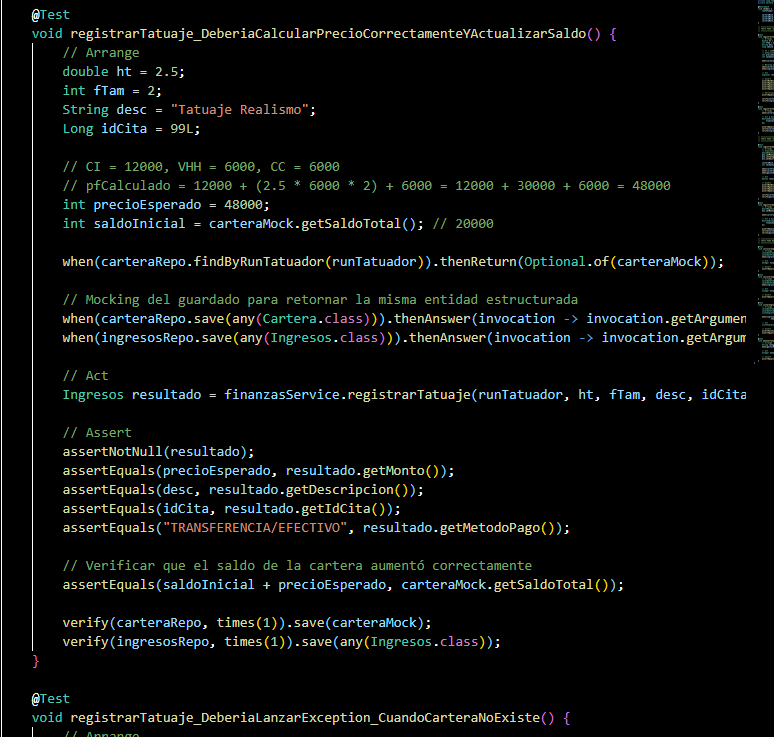 @Test
void registrarTatuaje_DeberiaCalcularPrecioCorrectamenteYActualizarSaldo() {
// Arrange
double ht = 2.5;
int fTam = 2;
String desc = "Tatuaje Realismo";
Long idCita = 99L;
// CI = 12000, VHH = 6000, CC = 6000
// pfCalculado = 12000 + (2.5 * 6000 * 2) + 6000 = 12000 + 30000 + 6000 = 48000
int precioEsperado = 48000;
int saldoInicial = carteraMock.getSaldoTotal(); // 20000
when(carteraRepo.findByRunTatuador(runTatuador)).thenReturn(Optional.of(carteraMock));
// Mocking del guardado para retornar la misma entidad estructurada
when(carteraRepo.save(any(Cartera.class))).thenAnswer(invocation -> invocation.getArgumen
when(ingresosRepo.save(any(Ingresos.class))).thenAnswer(invocation -> invocation.getArgum
// Act
Ingresos resultado = finanzasService.registrarTatuaje(runTatuador, ht, fTam, desc, idCita
// Assert
assertNotNull(resultado);
assertEquals(precioEsperado, resultado.getMonto());
assertEquals(desc, resultado.getDescripcion());
assertEquals(idCita, resultado.getIdCita());
assertEquals("TRANSFERENCIA/EFECTIVO", resultado.getMetodoPago());
// Verificar que el saldo de la cartera aumentó correctamente
assertEquals(saldoInicial + precioEsperado, carteraMock.getSaldoTotal());
verify(carteraRepo, times(1)).save(carteraMock);
verify(ingresosRepo, times(1)).save(any(Ingresos.class));
}
@Test
void registrarTatuaje_DeberiaLanzarException_CuandoCarteraNoExiste() {
// Arrange